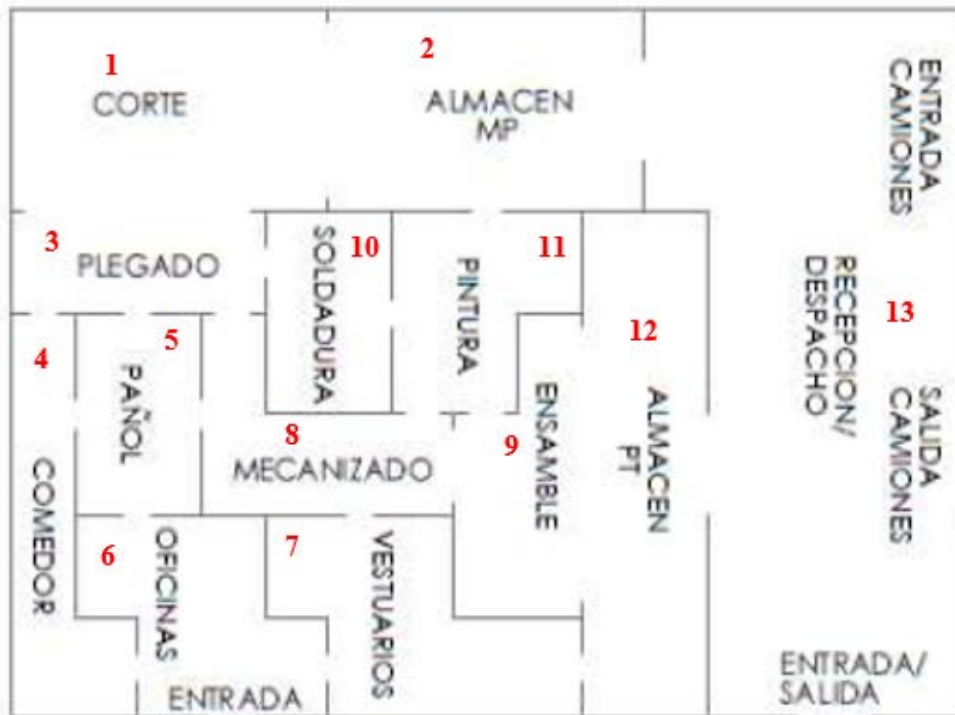 1
CORTE
2
ALMACEN
MP
ENTRADA
CAMIONES
3
PLEGADO
SOLDADURA
10
PINTURA
11
12
RECEPCION/
DESPACHO
13
4
5
PAÑOL
COMEDOR
8
MECANIZADO
9
ENSAMBLE
ALMACEN
PT
SALIDA
CAMIONES
6
OFICINAS
7
VESTUARIOS
ENTRADA
ENTRADA/
SALIDA